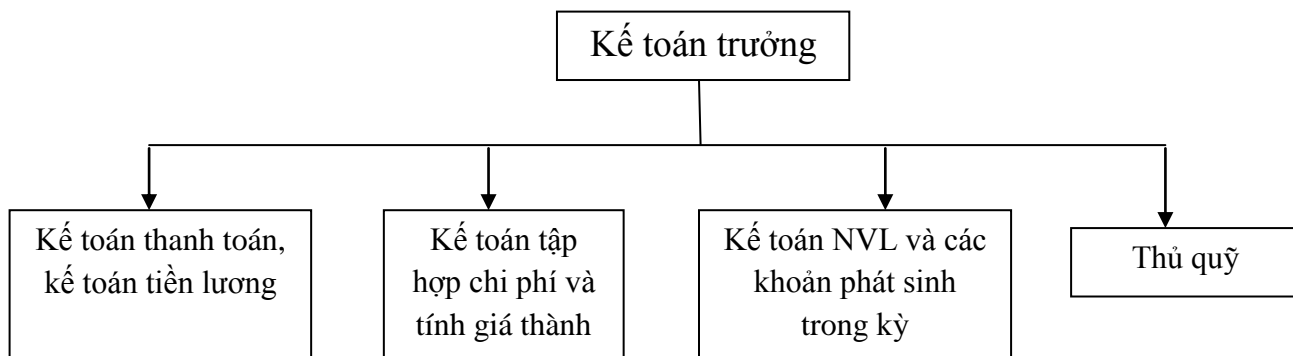 Kế toán trưởng
Kế toán thanh toán,
kế toán tiền lương
Kế toán tập
hợp chi phí và
tính giá thành
Kế toán NVL và các
khoản phát sinh
trong kỳ
Thủ quỹ